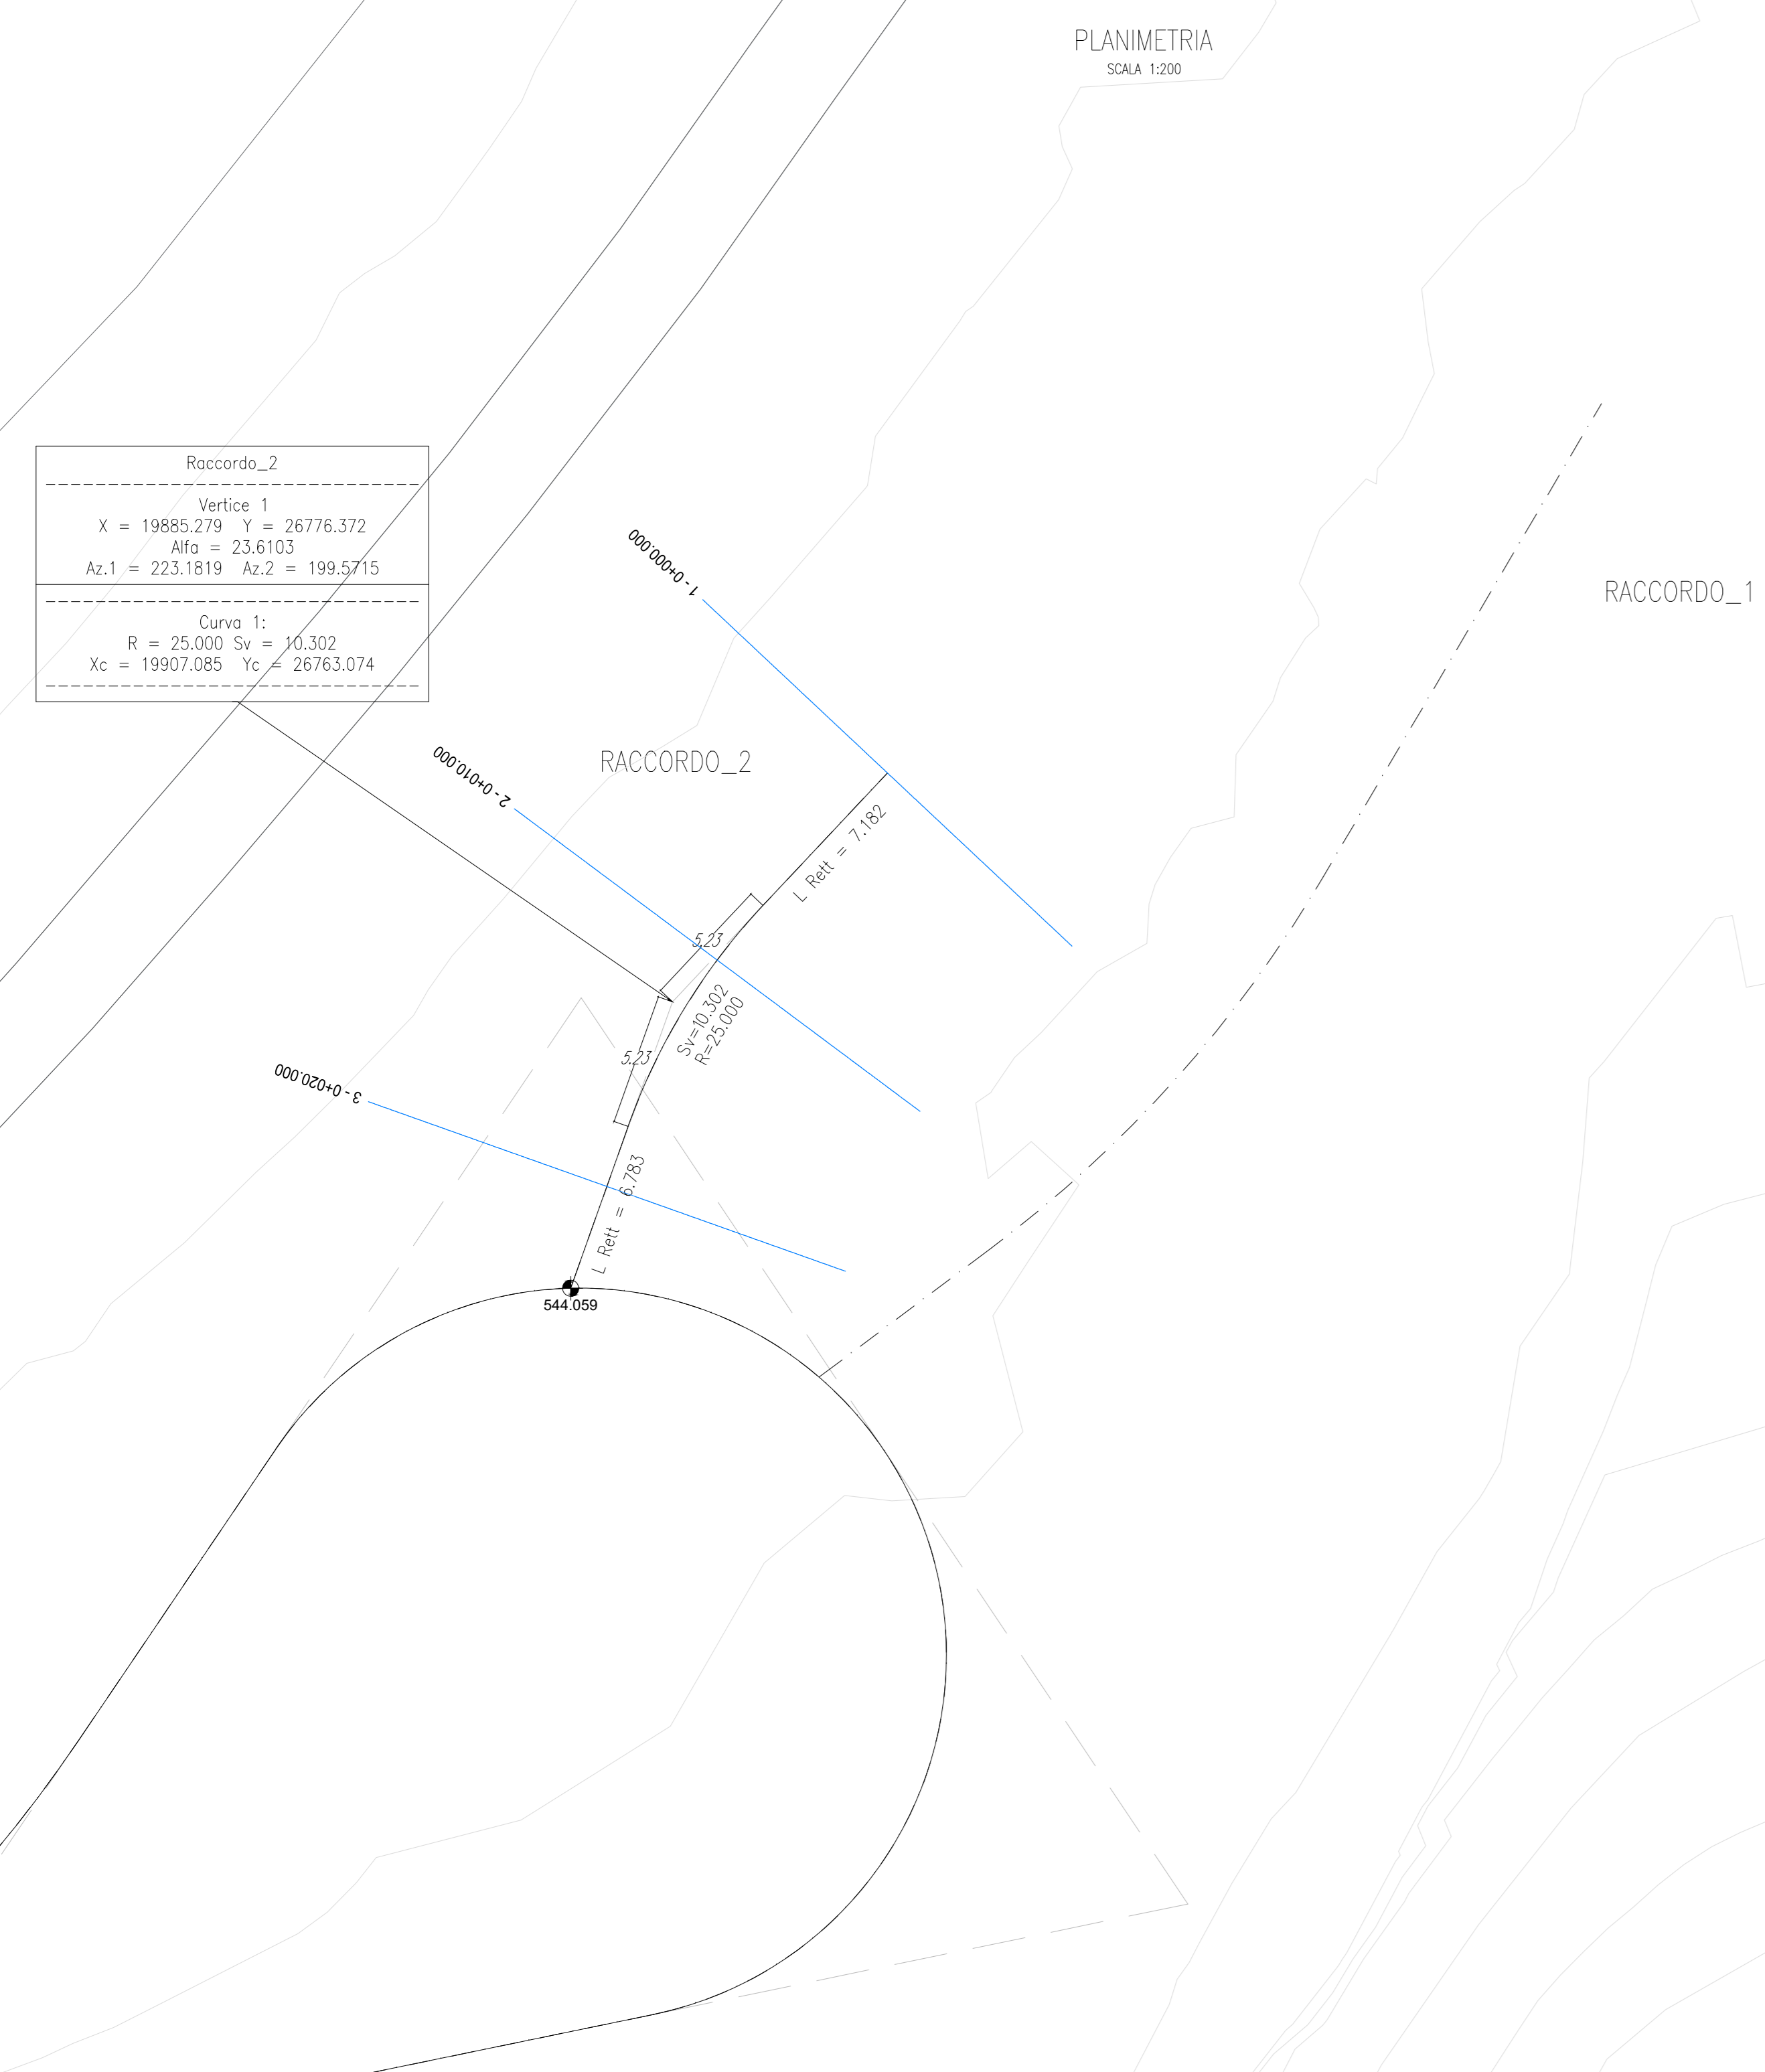 PLANIMETRIA
SCALA 1:200
Raccordo_2
Vertice 1
X = 19885.279 Y = 26776.372
Alfa = 23.6103
Az.1 = 223.1819 Az.2 = 199.5715
Curva 1:
R = 25.000 Sv = 10.302
Xc = 19907.085 Yc = 26763.074
1 - 0+000.000
RACCORDO_1
RACCORDO_2
2 - 0+010.000
L Rett = 7.182
5.23
Sv=10.302
R=25.000
5.23
3 - 0+020.000
L Rett = 6.783
544.059